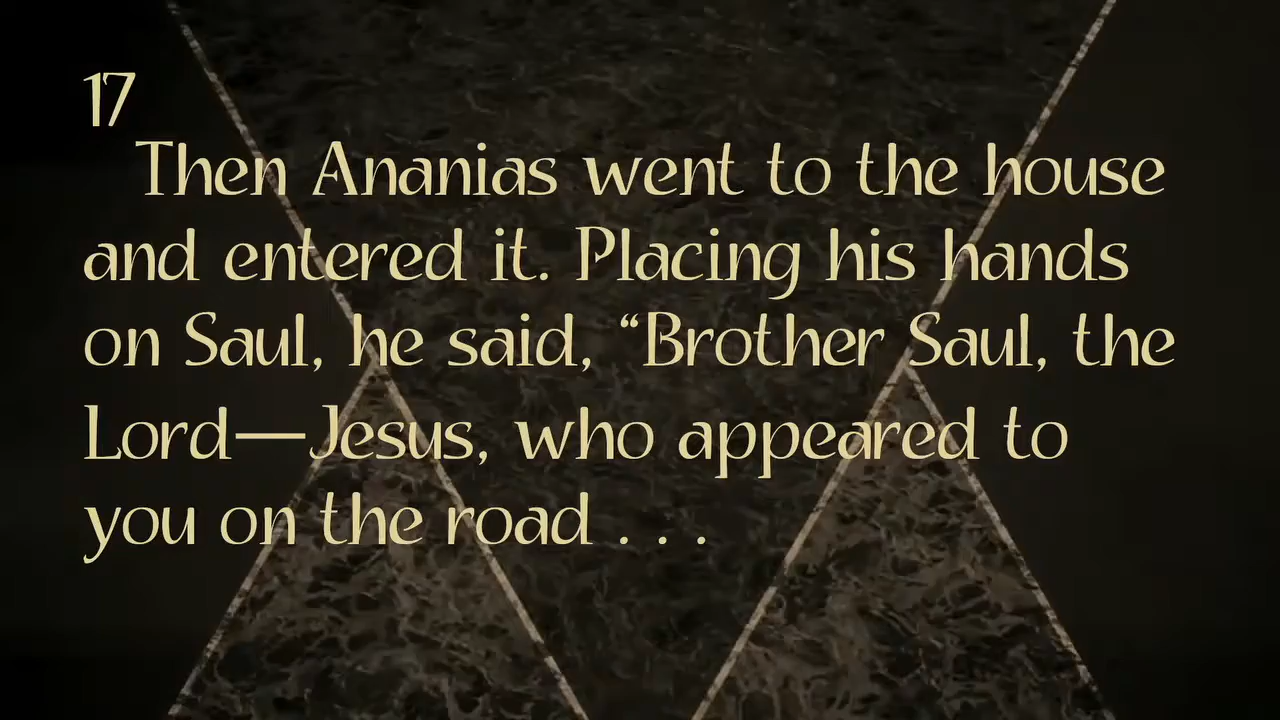 17
Then Ananias went to the house
and entered it. Placing his hands
on Saul, he said, “Brother Saul, the
Lord—Jesus, who appeared to
you on the road . . .